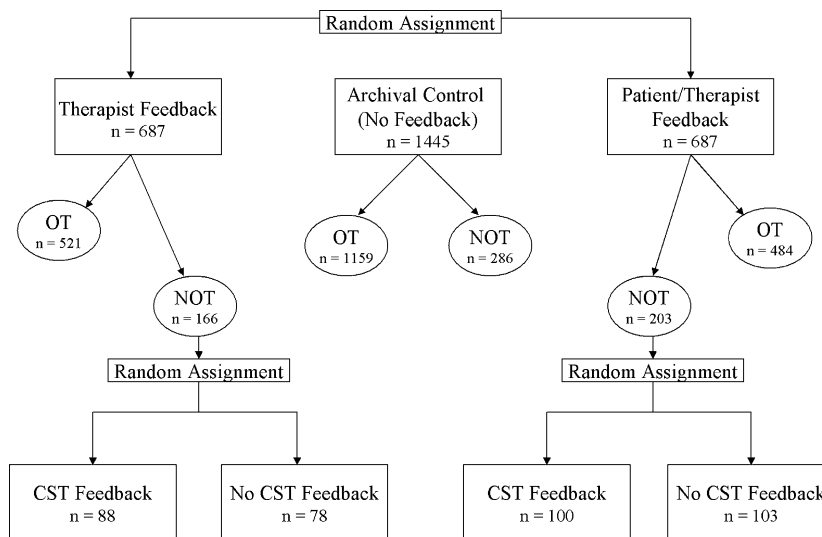 Random Assignment
Therapist Feedback
n = 687
Archival Control
(No Feedback)
n = 1445
Patient/Therapist
Feedback
n = 687
OT
n = 521
OT
n = 1159
NOT
n = 286
OT
n = 484
NOT
n = 166
NOT
n = 203
Random Assignment
Random Assignment
CST Feedback
n = 88
No CST Feedback
n = 78
CST Feedback
n = 100
No CST Feedback
n = 103